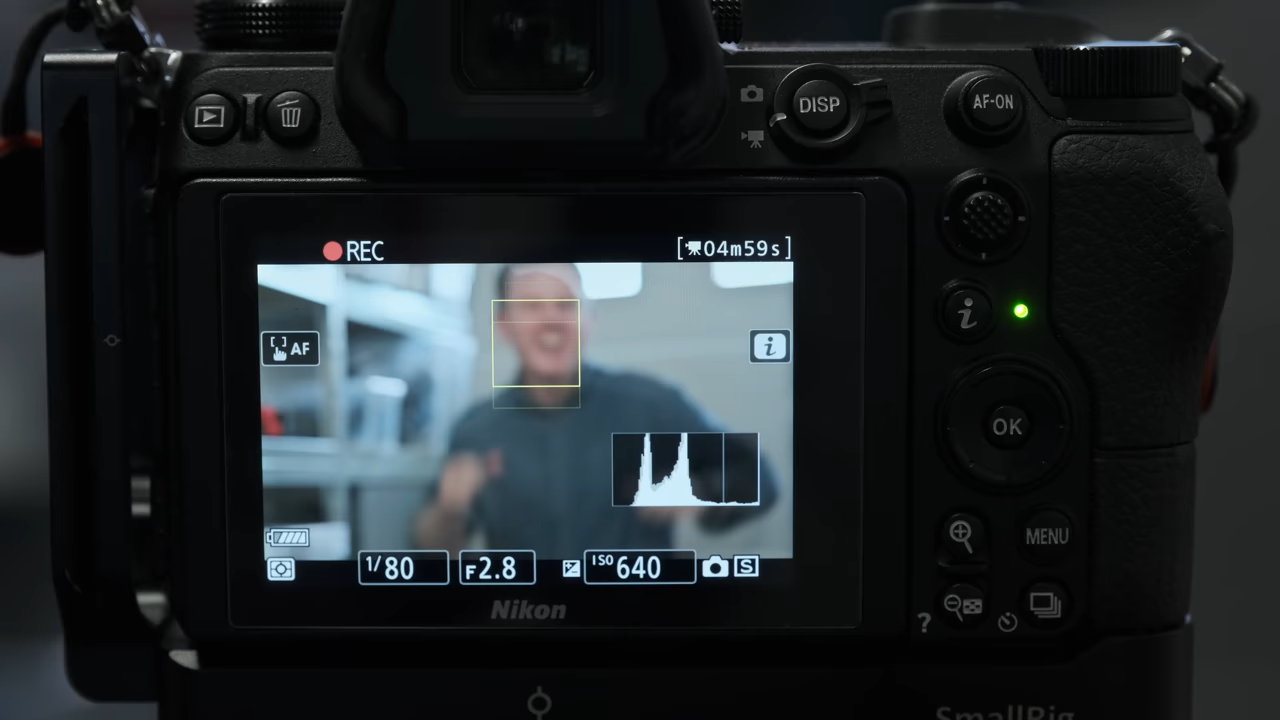 DISP
AF-ON
REC
[04m59s]
AF
i
i
OK
1/80
F2.8
ISO 640
S
MENU
Nikon
?
SmallRig